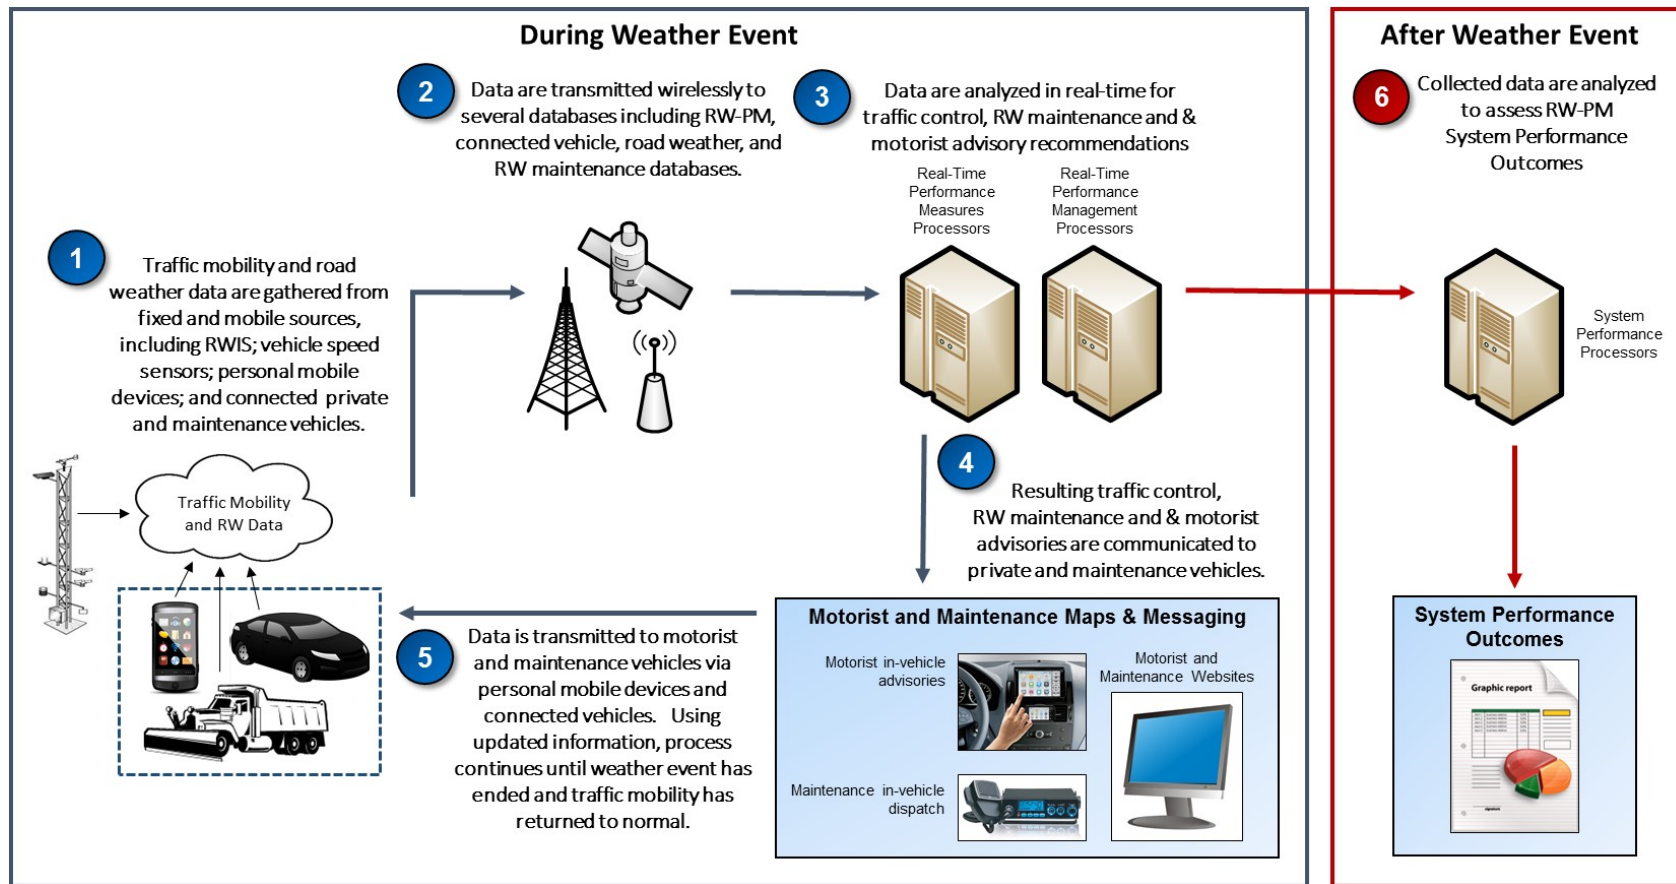 During Weather Event
1
Traffic mobility and road
weather data are gathered from
fixed and mobile sources,
including RWIS; vehicle speed
sensors; personal mobile
devices; and connected private
and maintenance vehicles.
Traffic Mobility
and RW Data
2
Data are transmitted wirelessly to
several databases including RW-PM,
connected vehicle, road weather, and
RW maintenance databases.
3
Data are analyzed in real-time for
traffic control, RW maintenance and &
motorist advisory recommendations
Real-Time
Performance
Measures
Processors
Real-Time
Performance
Management
Processors
4
Resulting traffic control,
RW maintenance and & motorist
advisories are communicated to
private and maintenance vehicles.
Motorist and Maintenance Maps & Messaging
Motorist in-vehicle
advisories
Motorist and
Maintenance Websites
Maintenance in-vehicle
dispatch
5
Data is transmitted to motorist
and maintenance vehicles via
personal mobile devices and
connected vehicles. Using
updated information, process
continues until weather event has
ended and traffic mobility has
returned to normal.
After Weather Event
6
Collected data are analyzed
to assess RW-PM
System Performance
Outcomes
System
Performance
Processors
System Performance
Outcomes
Graphic report